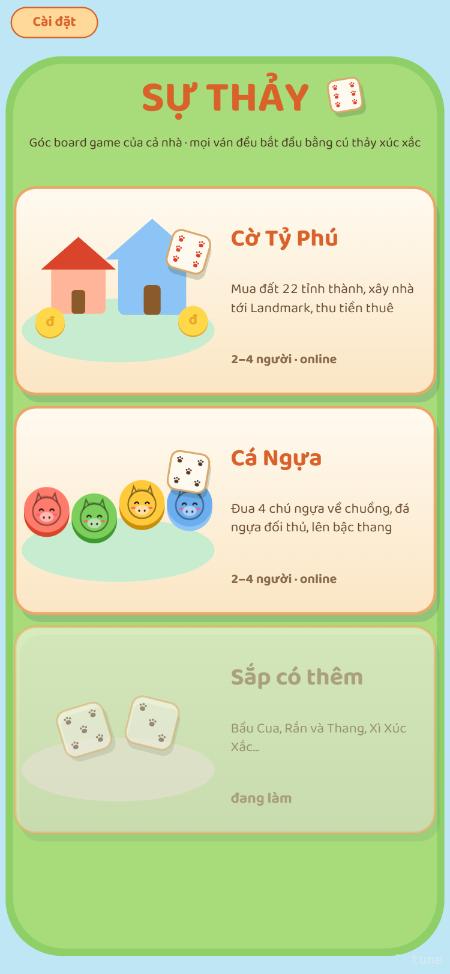 Cài đặt
SỰ THẢY
Góc board game của cả nhà · mọi ván đều bắt đầu bằng cú thảy xúc xắc
Cờ Tỷ Phú
Mua đất 22 tỉnh thành, xây nhà
tới Landmark, thu tiền thuê
2–4 người · online
đ
đ
Cá Ngựa
Đua 4 chú ngựa về chuồng, đá
ngựa đối thủ, lên bậc thang
2–4 người · online
Sắp có thêm
Bầu Cua, Rắn và Thang, Xì Xúc
Xắc...
đang làm